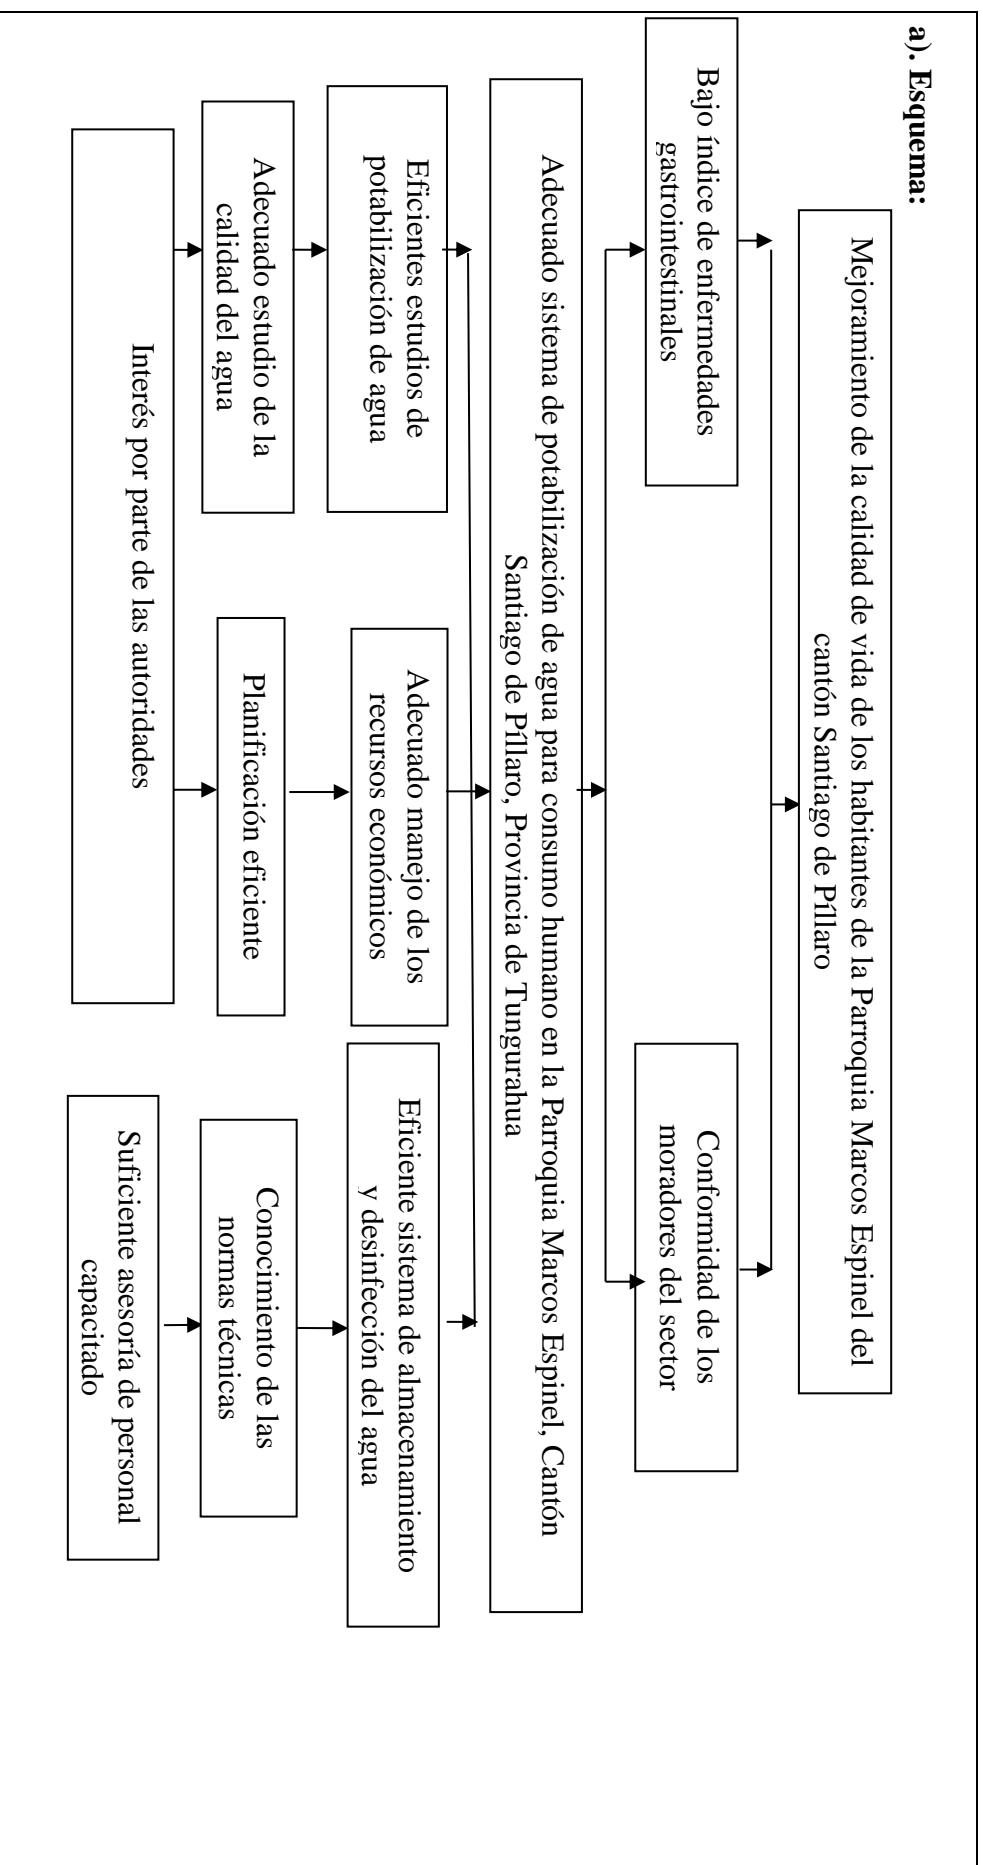 a). Esquema:
Mejoramiento de la calidad de vida de los habitantes de la Parroquia Marcos Espinel del
cantón Santiago de Píllaro
Bajo índice de enfermedades
gastrointestinales
Conformidad de los
moradores del sector
Adecuado sistema de potabilización de agua para consumo humano en la Parroquia Marcos Espinel, Cantón
Santiago de Píllaro, Provincia de Tungurahua
Eficientes estudios de
potabilización de agua
Adecuado manejo de los
recursos económicos
Eficiente sistema de almacenamiento
y desinfección del agua
Adecuado estudio de la
calidad del agua
Planificación eficiente
Conocimiento de las
normas técnicas
Interés por parte de las autoridades
Suficiente asesoría de personal
capacitado